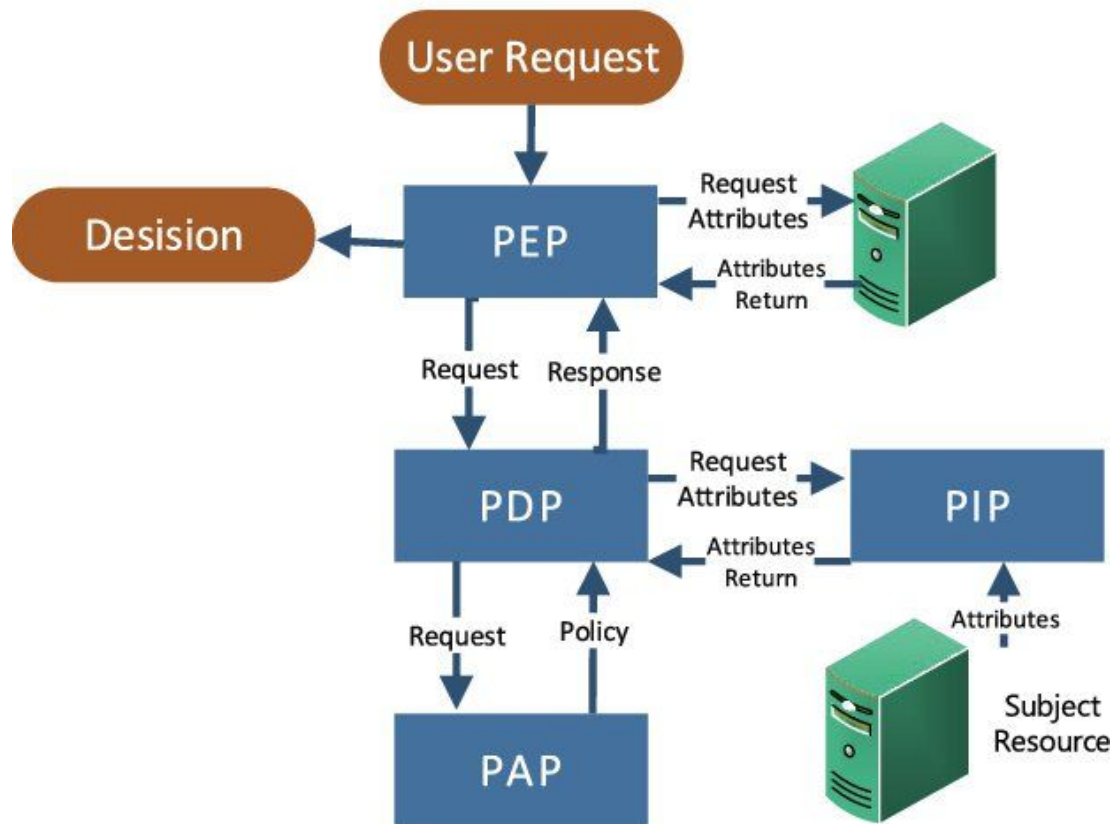 User Request
Request
Attributes
Desision
PEP
Attributes
Return
Request
Response
Request
Attributes
PDP
PIP
Attributes
Return
Request
Policy
Attributes
Subject
Resource
PAP